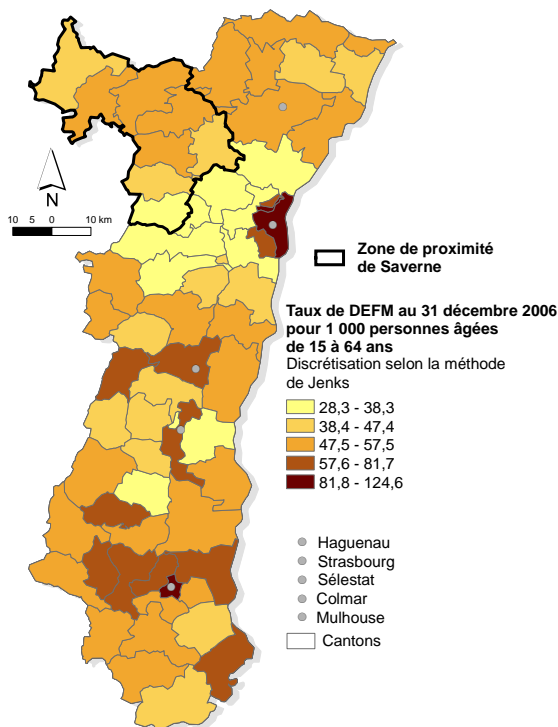 N
10 5 0 10 km
Zone de proximité
de Saverne
Taux de DEFM au 31 décembre 2006
pour 1 000 personnes âgées
de 15 à 64 ans
Discrétisation selon la méthode
de Jenks
28,3 - 38,3
38,4 - 47,4
47,5 - 57,5
57,6 - 81,7
81,8 - 124,6
Haguenau
Strasbourg
Sélestat
Colmar
Mulhouse
Cantons